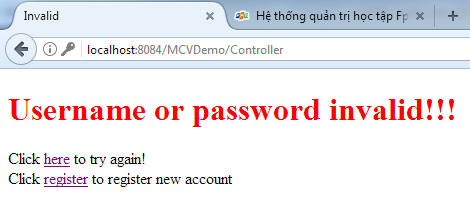 Invalid
Hệ thống quản trị học tập Fp
localhost:8084/MCVDemo/Controller
Username or password invalid!!!
Click here to try again!
Click register to register new account